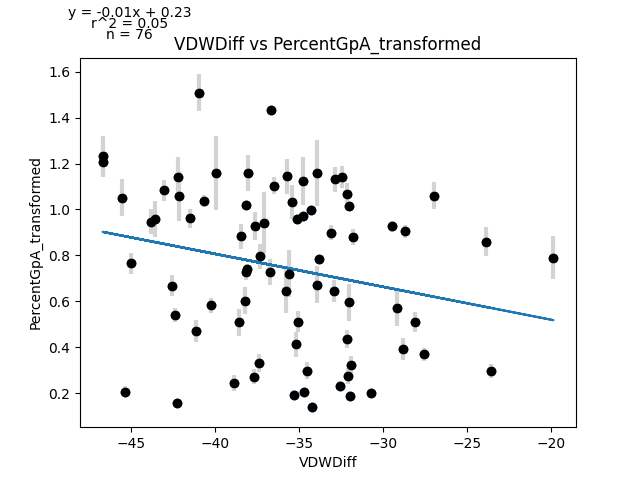 y = -0.01x + 0.23
r^2 = 0.05
n = 76
VDWDiff vs PercentGpA_transformed
1.6
1.4
1.2
1.0
0.8
0.6
0.4
0.2
PercentGpA_transformed
−45
−40
−35
−30
−25
−20
VDWDiff